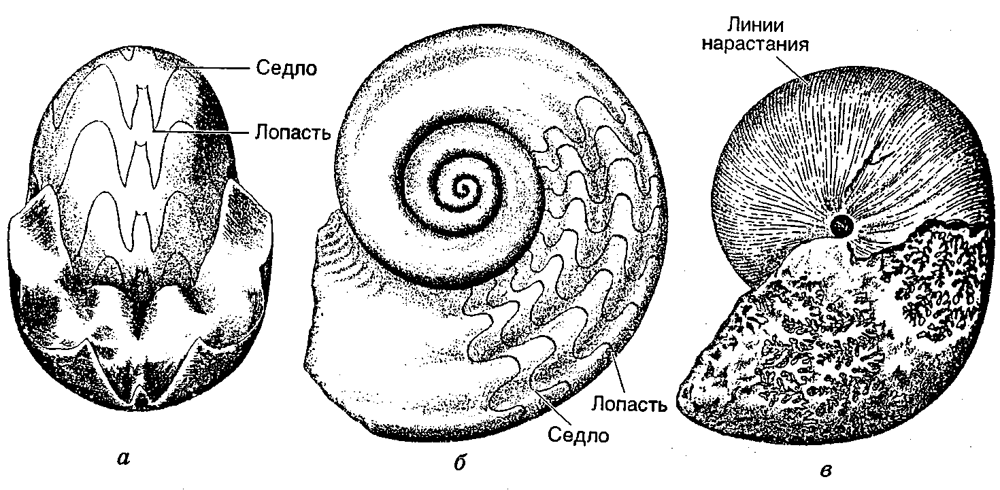 Линии
нарастания
Седло
Лопасть
Лопасть
Седло
а
б
в